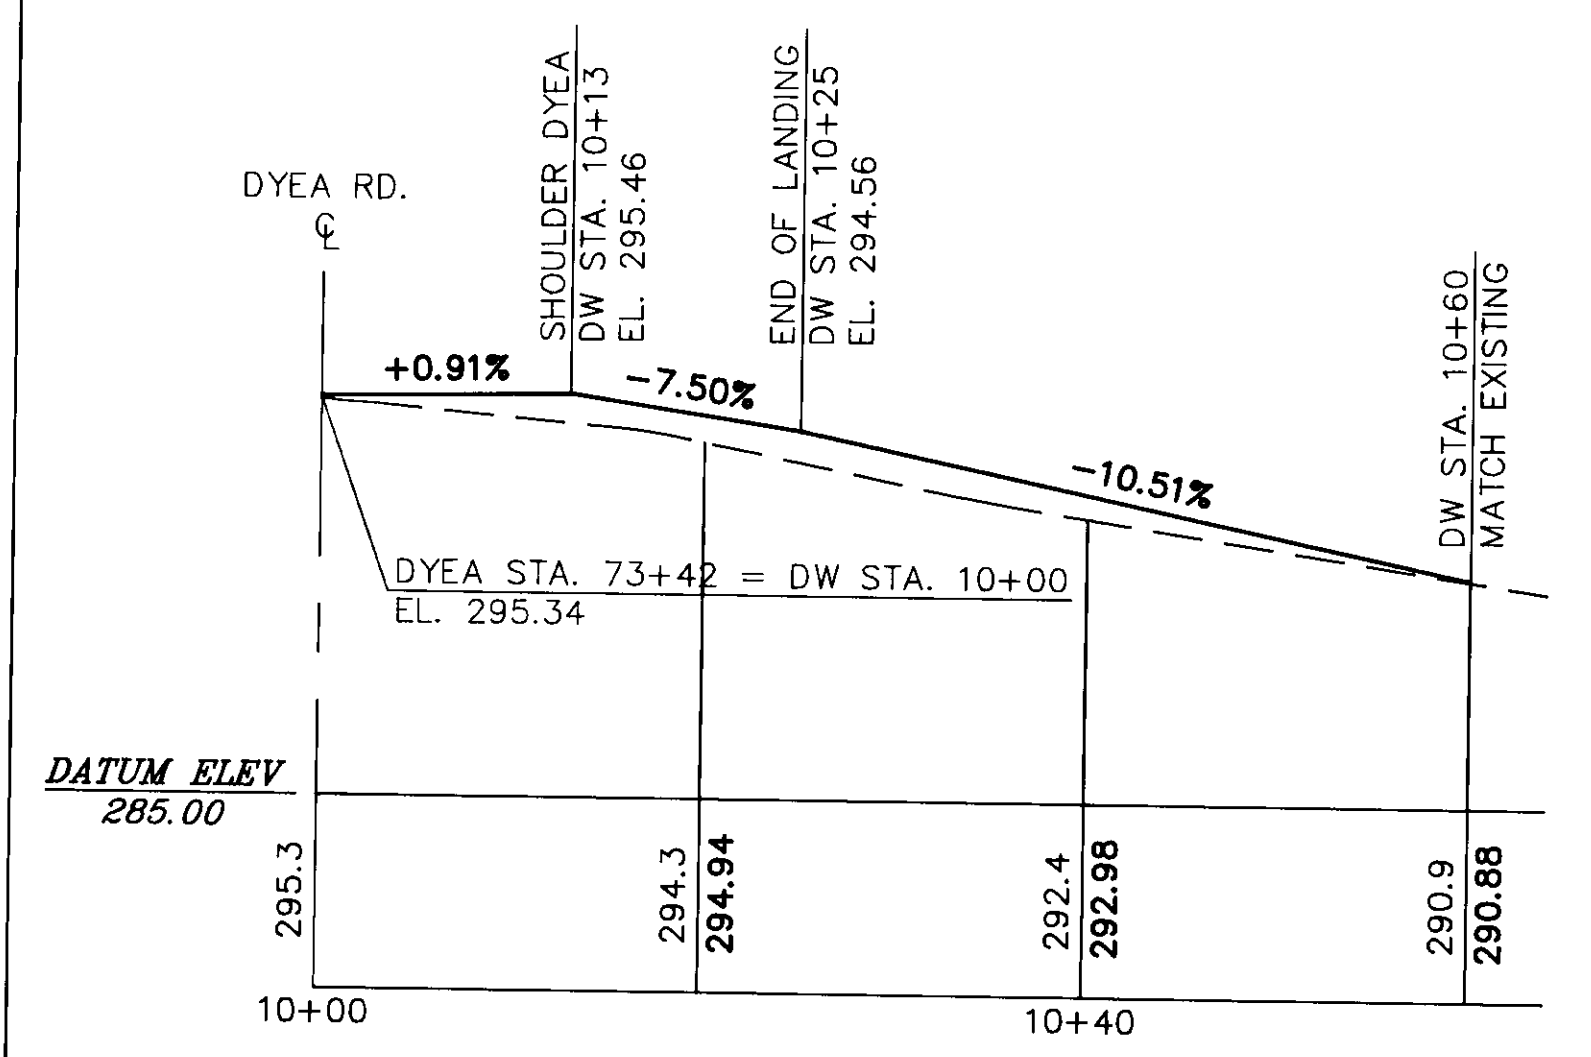 SHOULDER DYEA
DW STA. 10+13
EL. 295.46
END OF LANDING
DW STA. 10+25
EL. 294.56
DYEA RD.
℄
DW STA. 10+60
MATCH EXISTING
+0.91%
-7.50%
-10.51%
DYEA STA. 73+42 = DW STA. 10+00
EL. 295.34
DATUM ELEV
285.00
295.3
294.3
294.94
292.4
292.98
290.9
290.88
10+00
10+40